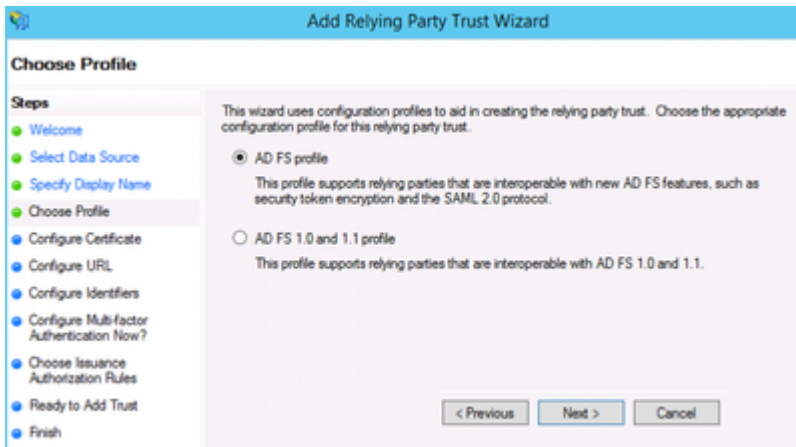 Add Relying Party Trust Wizard
Choose Profile
Steps
Welcome
Select Data Source
Specify Display Name
Choose Profile
Configure Certificate
Configure URL
Configure Identifiers
Configure Multi-factor
Authentication Now?
Choose Issuance
Authorization Rules
Ready to Add Trust
Finish
This wizard uses configuration profiles to aid in creating the relying party trust. Choose the appropriate
configuration profile for this relying party trust.
AD FS profile
This profile supports relying parties that are interoperable with new AD FS features, such as
security token encryption and the SAML 2.0 protocol.
AD FS 1.0 and 1.1 profile
This profile supports relying parties that are interoperable with AD FS 1.0 and 1.1.
< Previous
Next >
Cancel